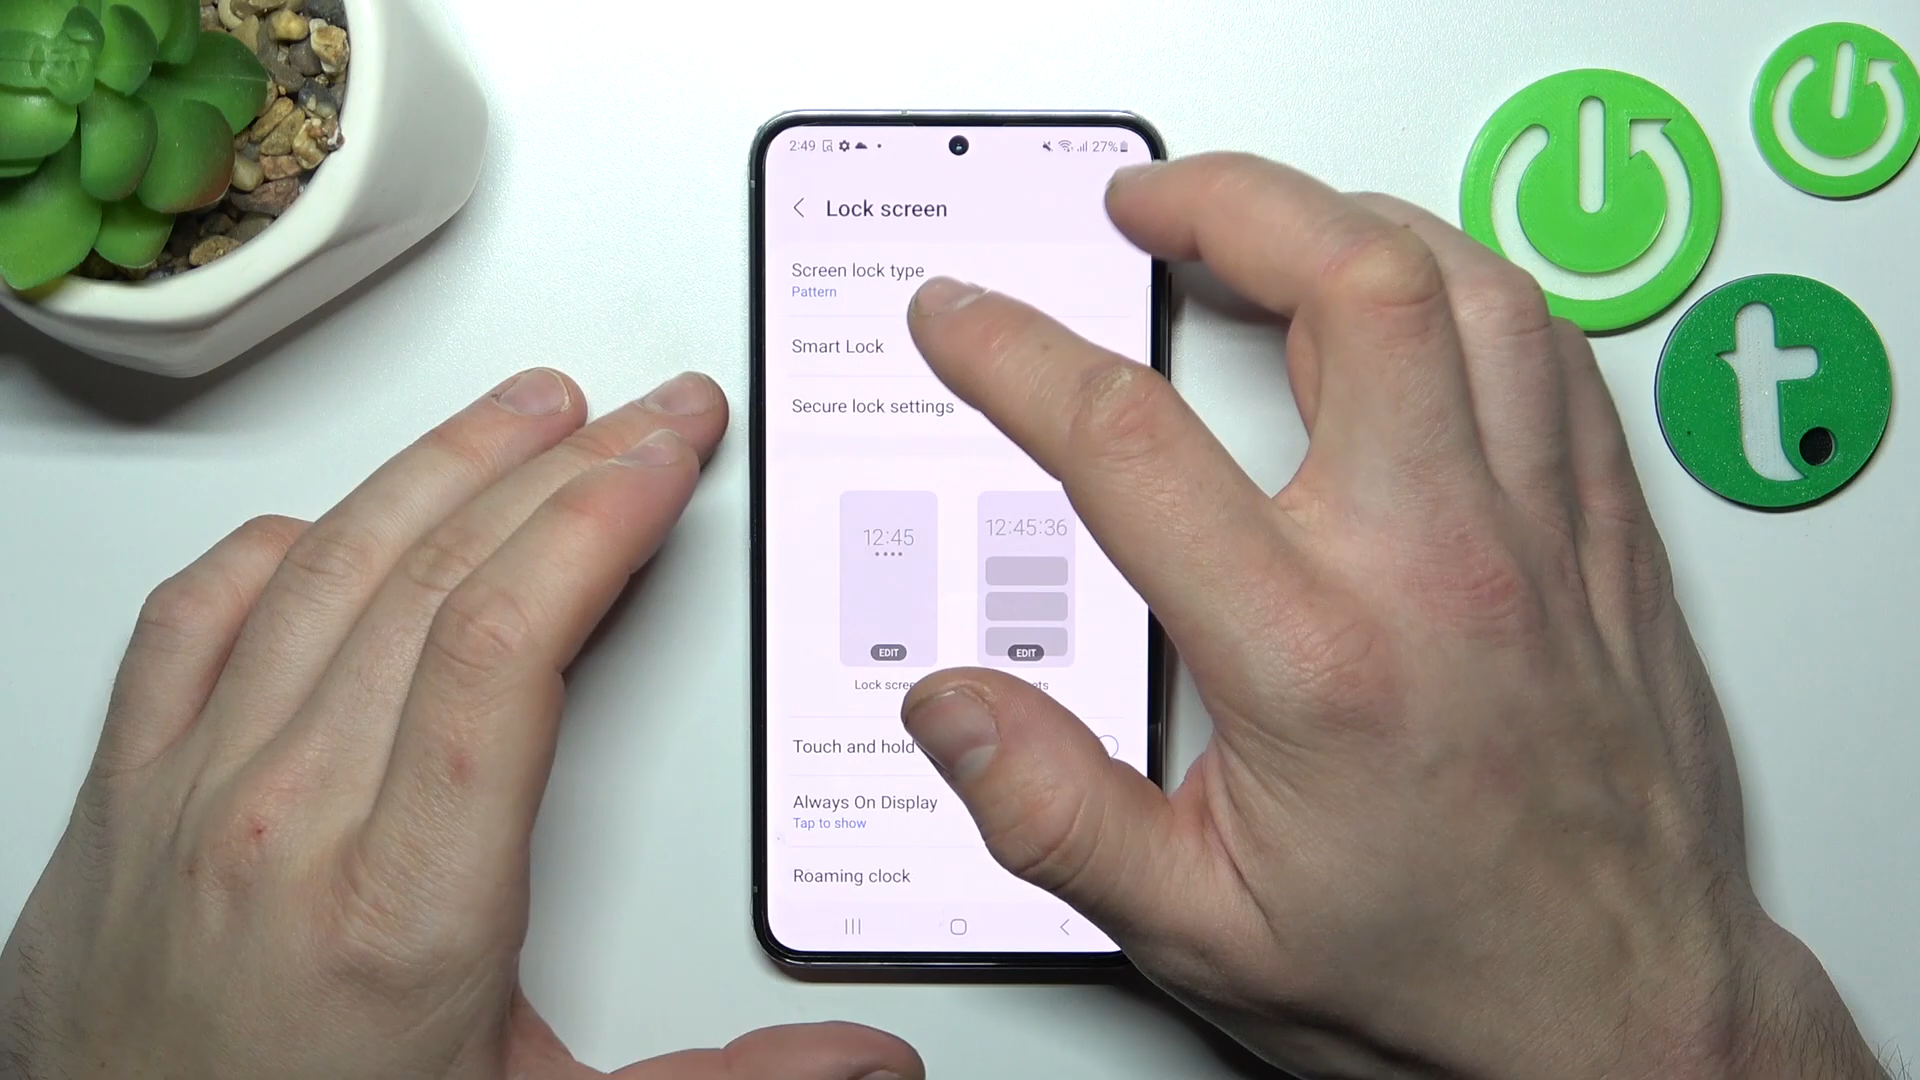 2:49
27%
Lock screen
Screen lock type
Pattern
Smart Lock
Secure lock settings
12:45
12:45:36
EDIT
EDIT
Lock
Touch and hold
Always On Display
Tap to show
Roaming clock
t.